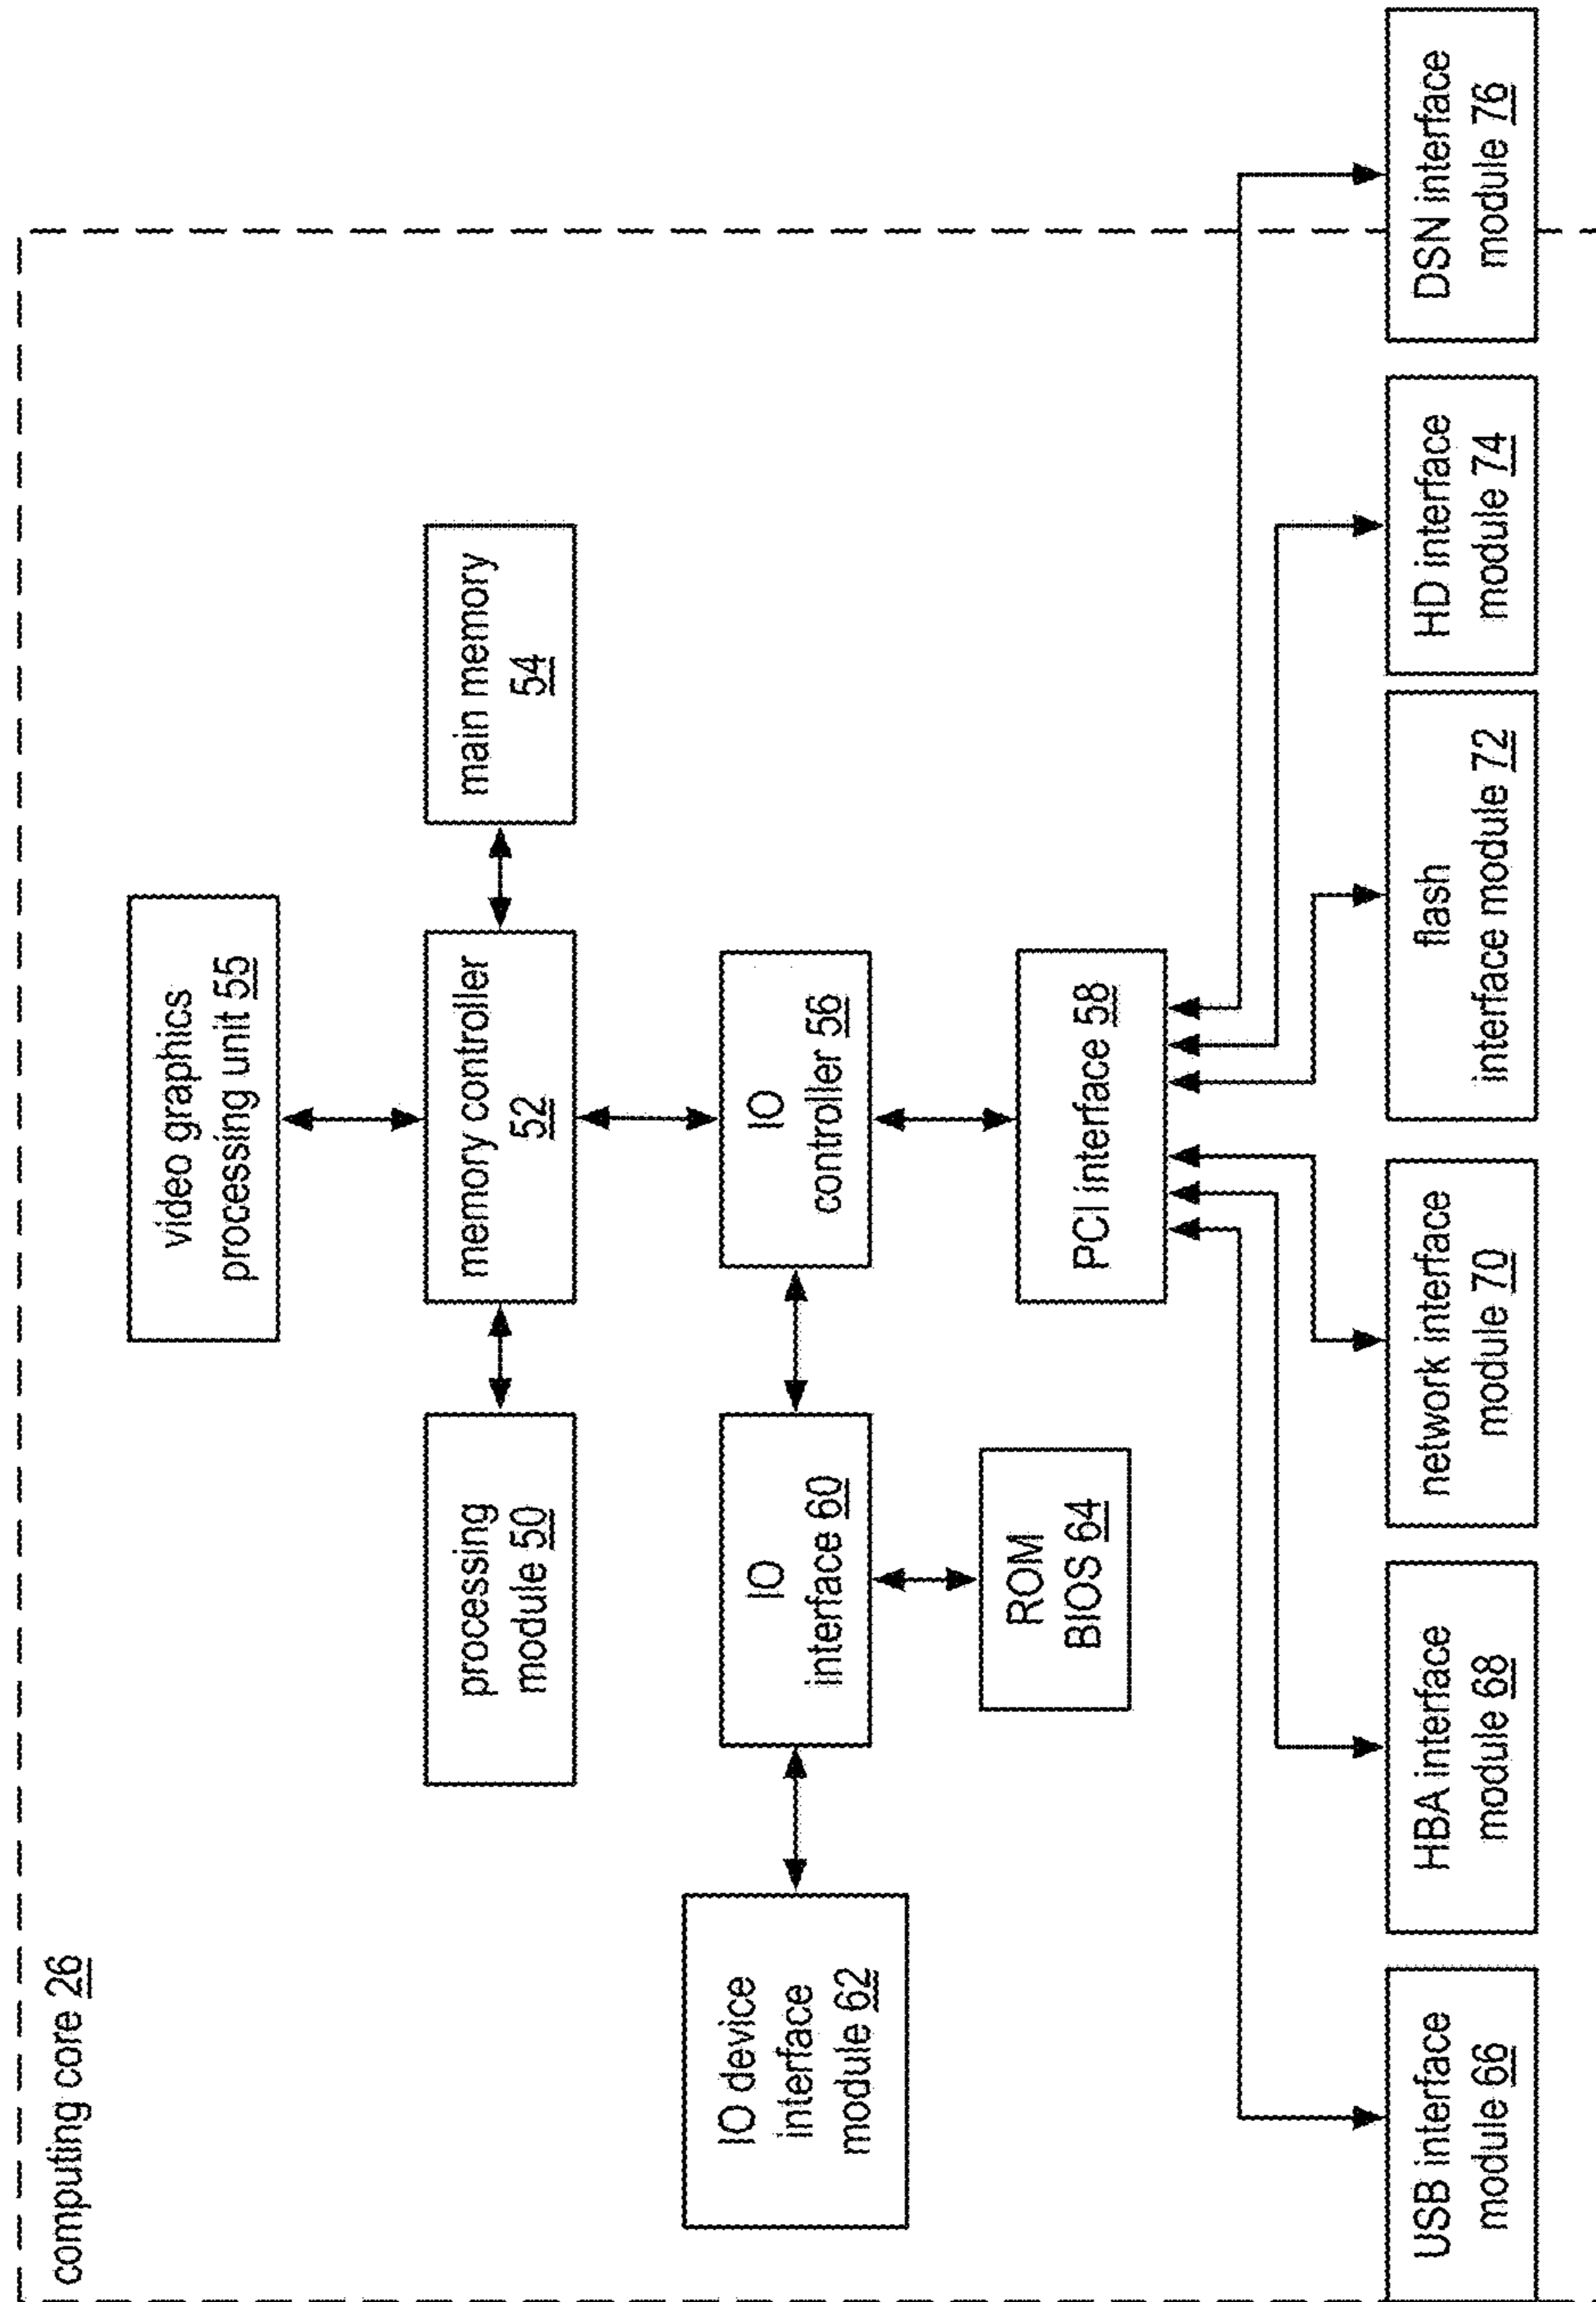 computing core 26
video graphics
processing unit 55
processing
module 50
memory controller
52
main memory
54
IO device
interface
module 62
IO
interface 60
IO
controller 56
ROM
BIOS 64
PCI interface 58
USB interface
module 66
HBA interface
module 68
network interface
module 70
flash
interface module 72
HD interface
module 74
DSN interface
module 76